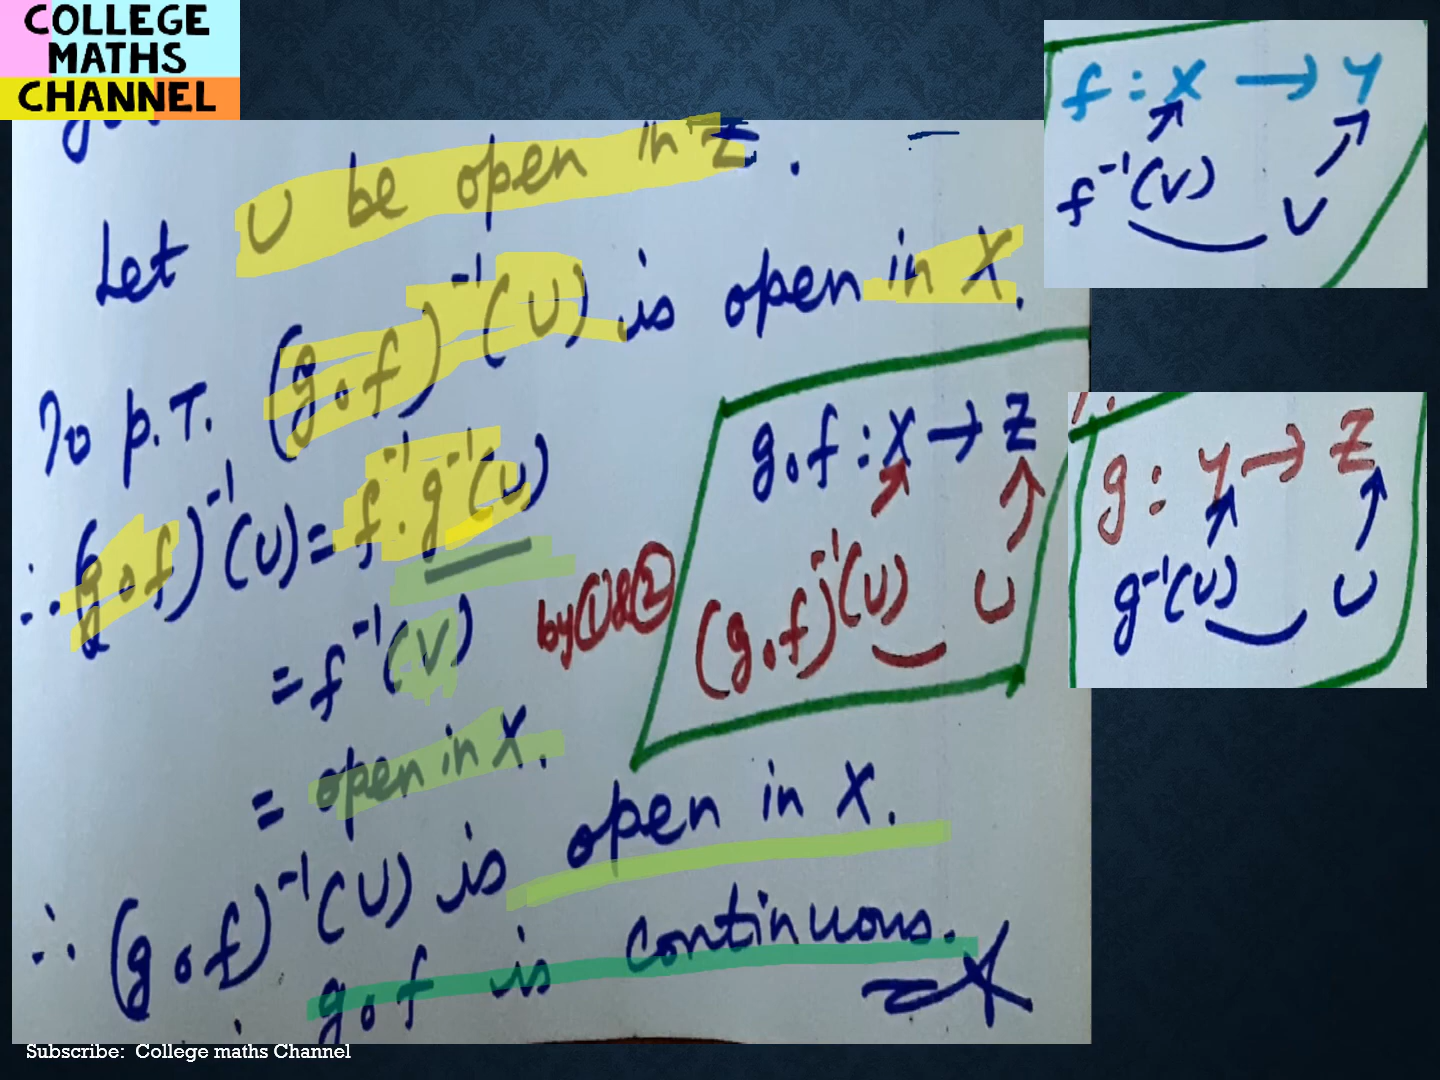 COLLEGE
MATHS
CHANNEL
Let U be open in Z.
To p.T. (g∘f)⁻¹(U) is open in X.
∴ (g∘f)⁻¹(U) = f⁻¹.g⁻¹(U)
= f⁻¹(V) by ① & ②
= open in X.
∴ (g∘f)⁻¹(U) is open in X.
g∘f is continuous.
g∘f : X → Z
(g∘f)⁻¹(U) U
f : X → Y
f⁻¹(V) V
g : Y → Z
g⁻¹(U) U
Subscribe: College maths Channel